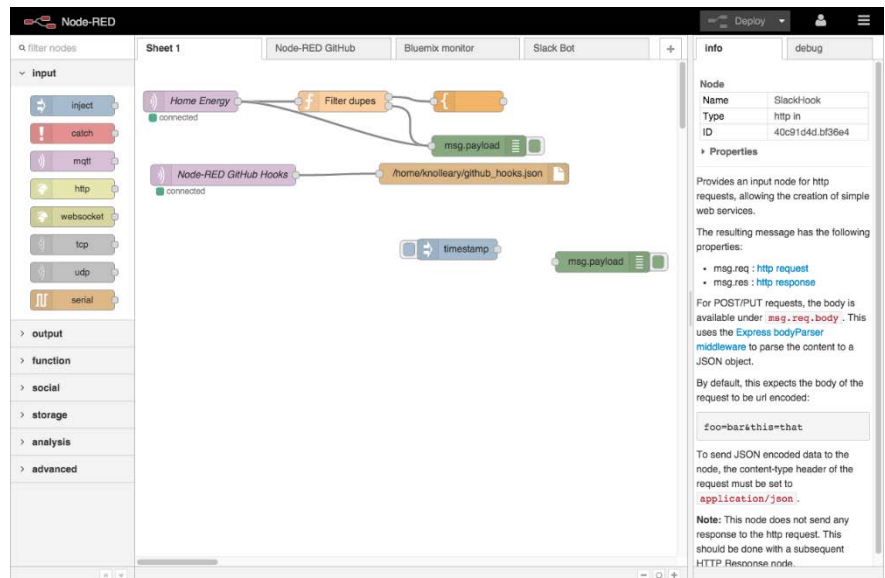 Node-RED
Deploy
filter nodes
Sheet 1
Node-RED GitHub
Bluemix monitor
Slack Bot
+
info
debug
input
inject
catch
mqtt
http
websocket
tcp
udp
serial
output
function
social
storage
analysis
advanced
Home Energy
connected
f
Filter dupes
{
msg.payload
Node-RED GitHub Hooks
connected
/home/knolleary/github_hooks.json
timestamp
msg.payload
Node
Name SlackHook
Type http in
ID 40c91d4d.bf36e4
Properties
Provides an input node for http
requests, allowing the creation of simple
web services.
The resulting message has the following
properties:
• msg.req : http request
• msg.res : http response
For POST/PUT requests, the body is
available under msg.req.body . This
uses the Express bodyParser
middleware to parse the content to a
JSON object.
By default, this expects the body of the
request to be url encoded:
foo=bar&this=that
To send JSON encoded data to the
node, the content-type header of the
request must be set to
application/json .
Note: This node does not send any
response to the http request. This
should be done with a subsequent
HTTP Response node.